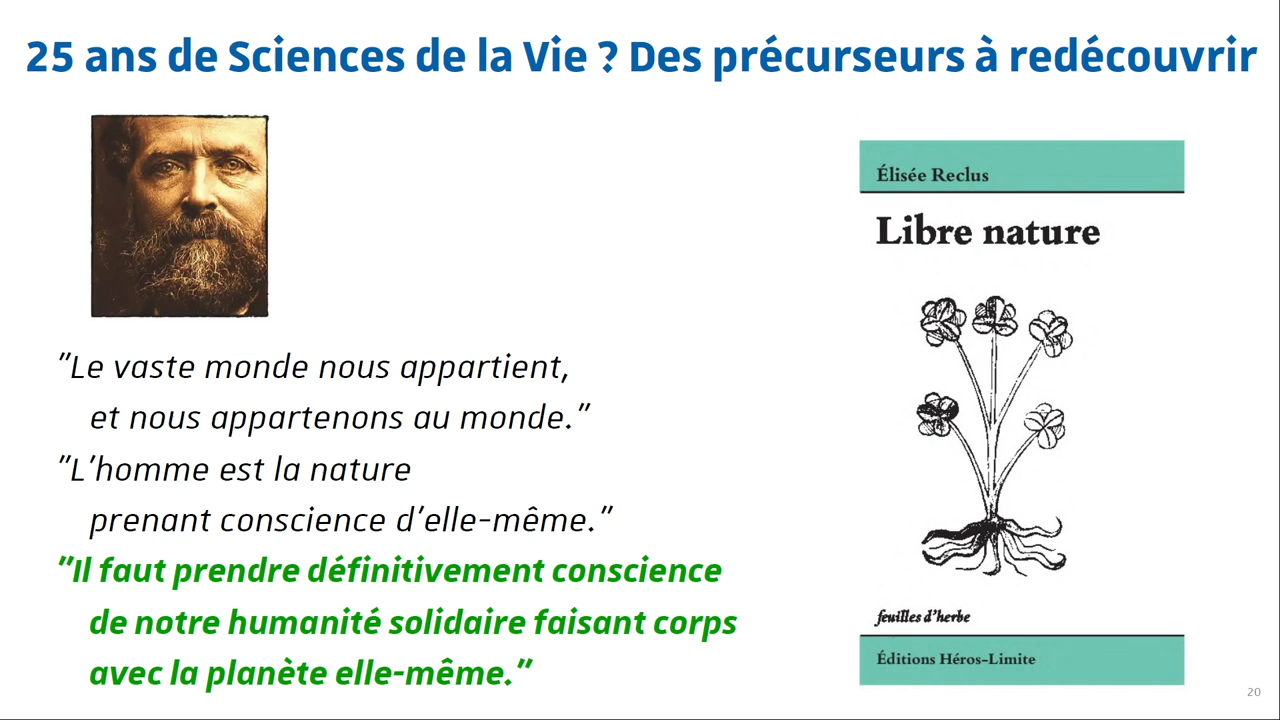 25 ans de Sciences de la Vie ? Des précurseurs à redécouvrir
Élisée Reclus
Libre nature
"Le vaste monde nous appartient,
et nous appartenons au monde."
"L'homme est la nature
prenant conscience d'elle-même."
"Il faut prendre définitivement conscience
de notre humanité solidaire faisant corps
avec la planète elle-même."
feuilles d'herbe
Éditions Héros-Limite
20